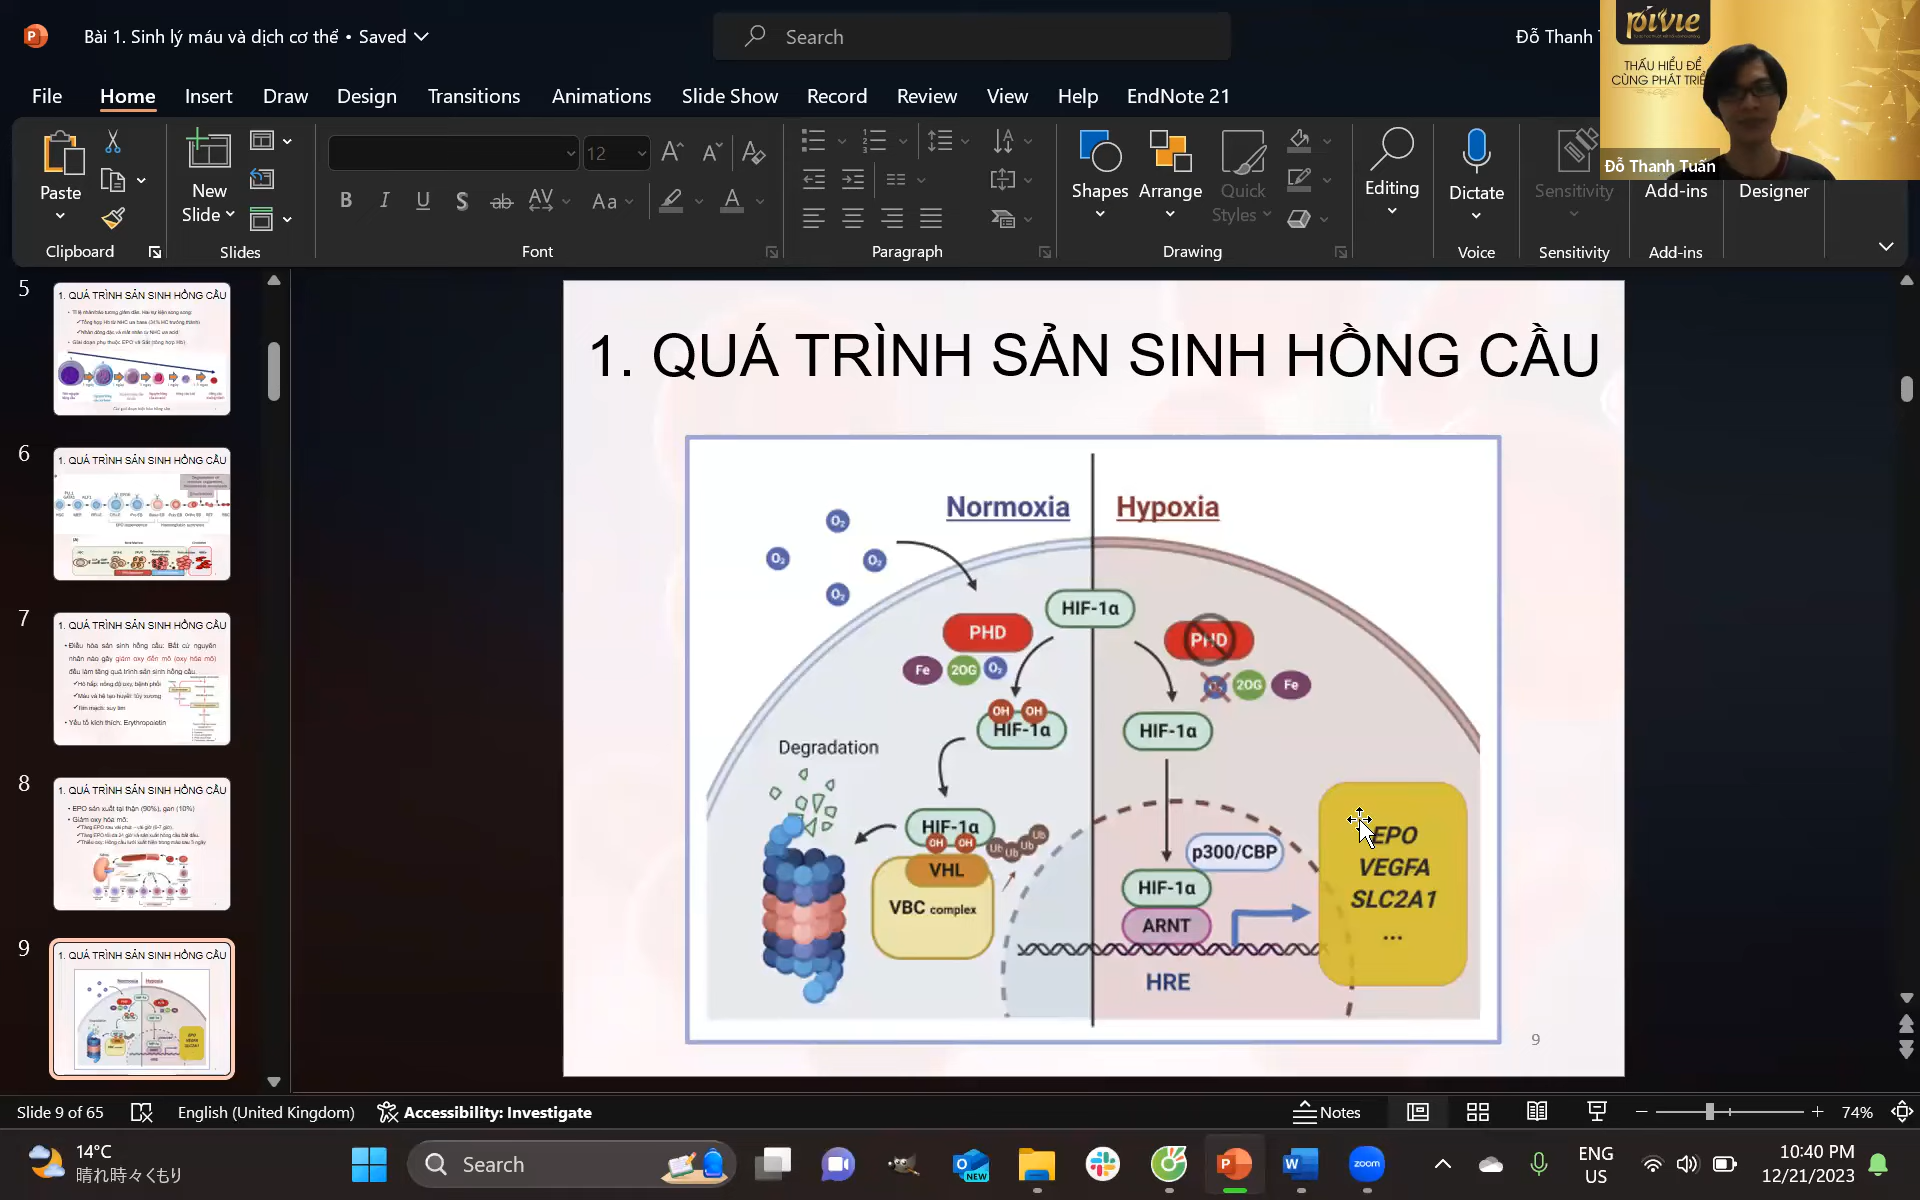 Bài 1. Sinh lý máu và dịch cơ thể • Saved
Search
Đỗ Thanh
pivie
THẤU HIỂU ĐỂ
CÙNG PHÁT TRIỂ
Đỗ Thanh Tuấn
File Home Insert Draw Design Transitions Animations Slide Show Record Review View Help EndNote 21
Paste
New
Slide
12
B I U S ab AV Aa A
Shapes
Arrange
Quick
Styles
Editing
Dictate
Sensitivity
Add-ins
Designer
Clipboard
Slides
Font
Paragraph
Drawing
Voice
Sensitivity
Add-ins
5
1. QUÁ TRÌNH SẢN SINH HỒNG CẦU
6
1. QUÁ TRÌNH SẢN SINH HỒNG CẦU
7
1. QUÁ TRÌNH SẢN SINH HỒNG CẦU
• Điều hòa sản sinh hồng cầu: Bất cứ nguyên
nhân nào gây giảm oxy đến mô (oxy hóa mô)
đều làm tăng quá trình sản sinh hồng cầu.
✓Hô hấp: nồng độ oxy, bệnh phổi
✓Máu và hệ tạo huyết: tủy xương
✓Tim mạch: suy tim
• Yếu tố kích thích: Erythropoietin
8
1. QUÁ TRÌNH SẢN SINH HỒNG CẦU
• EPO sản xuất tại thận (90%), gan (10%)
• Giảm oxy hóa mô:
9
1. QUÁ TRÌNH SẢN SINH HỒNG CẦU
1. QUÁ TRÌNH SẢN SINH HỒNG CẦU
Normoxia
Hypoxia
O₂
O₂
O₂
O₂
HIF-1α
PHD
PHD
Fe 2OG O₂
O₂ 2OG Fe
OH OH
HIF-1α
HIF-1α
Degradation
HIF-1α
OH OH
Ub Ub Ub Ub
VHL
VBC complex
p300/CBP
HIF-1α
ARNT
HRE
EPO
VEGFA
SLC2A1
...
9
Slide 9 of 65
English (United Kingdom)
Accessibility: Investigate
Notes
74%
14°C
晴れ時々くもり
Search
NEW
zoom
ENG
US
10:40 PM
12/21/2023